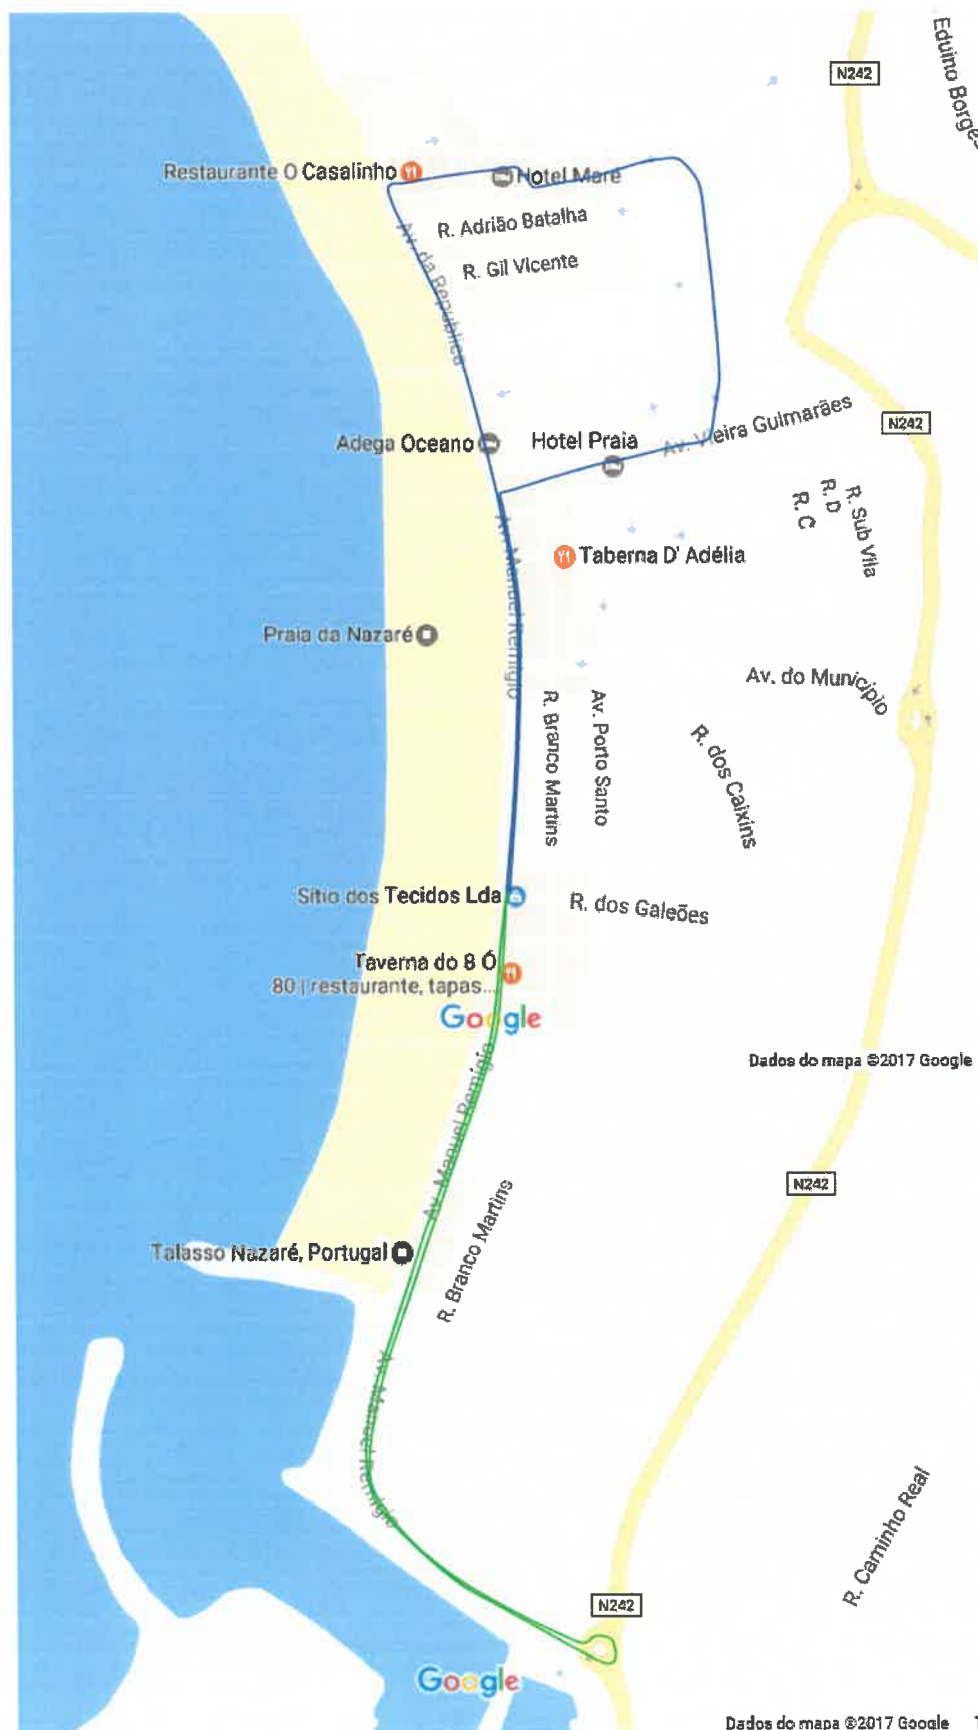 Eduino Borges
N242
Restaurante O Casalinho
Hotel Maré
R. Adrião Batalha
Av. da República
R. Gil Vicente
Av. Vieira Guimarães
N242
Adega Oceano
Hotel Praia
R. Sub Vila
R. D
R. C
Av. Manuel Remígio
Taberna D' Adélia
Praia da Nazaré
Av. do Município
R. Branco Martins
Av. Porto Santo
R. dos Caixins
Sítio dos Tecidos Lda
R. dos Galeões
Taverna do 8 Ó
80 | restaurante, tapas...
Google
Av. Manuel Remígio
Dados do mapa ©2017 Google
N242
R. Branco Martins
Talasso Nazaré, Portugal
Av. Manuel Remígio
R. Caminho Real
N242
Google
Dados do mapa ©2017 Google